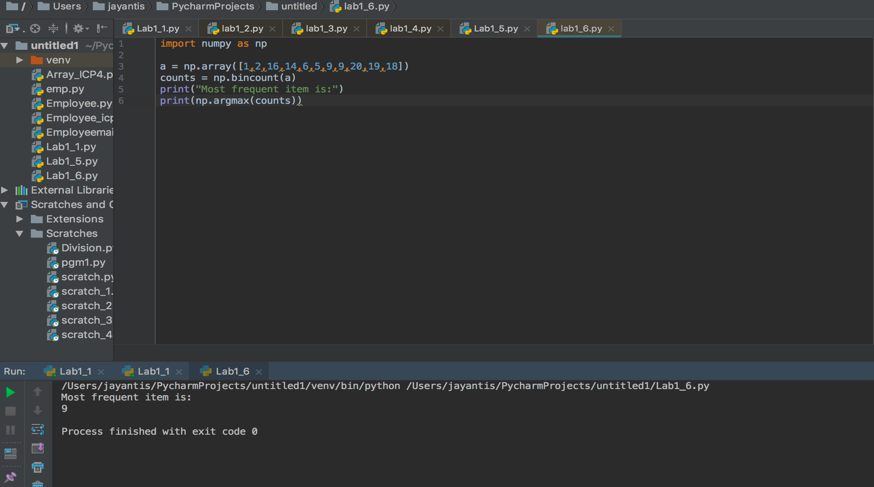 / Users jayantis PycharmProjects untitled lab1_6.py
Lab1_1.py lab1_2.py lab1_3.py lab1_4.py Lab1_5.py lab1_6.py
untitled1 ~/Pyc
venv
Array_ICP4.p
emp.py
Employee.py
Employee_icp
Employeemai
Lab1_1.py
Lab1_5.py
Lab1_6.py
External Librarie
Scratches and C
Extensions
Scratches
Division.p
pgm1.py
scratch.py
scratch_1.
scratch_2
scratch_3
scratch_4
1 import numpy as np
2
3 a = np.array([1,2,16,14,6,5,9,9,20,19,18])
4 counts = np.bincount(a)
5 print("Most frequent item is:")
6 print(np.argmax(counts))
Run: Lab1_1 Lab1_1 Lab1_6
/Users/jayantis/PycharmProjects/untitled1/venv/bin/python /Users/jayantis/PycharmProjects/untitled1/Lab1_6.py
Most frequent item is:
9
Process finished with exit code 0